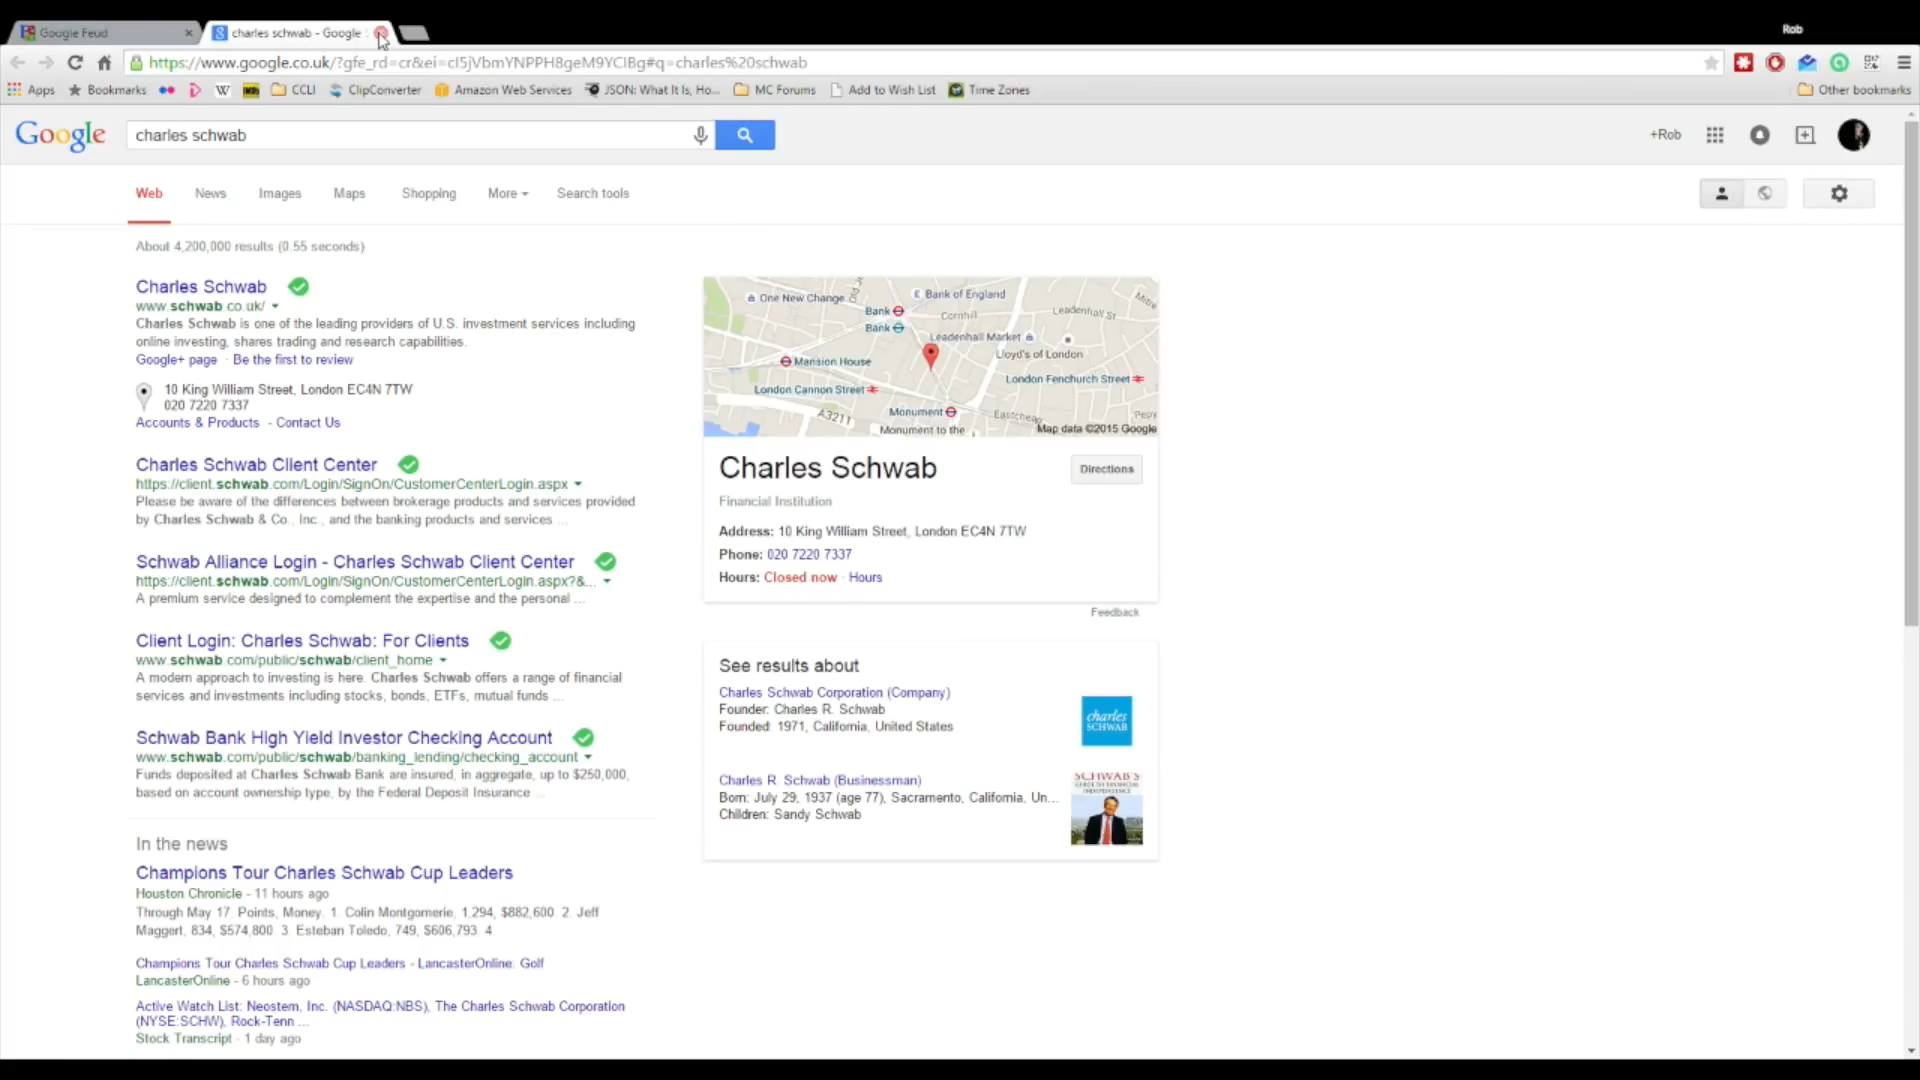 Google Feud
charles schwab - Google
Rob
https://www.google.co.uk/?gfe_rd=cr&ei=cI5jVbmYNPPH8geM9YCIBg#q=charles%20schwab
Apps
Bookmarks
W
IMDb
CCLI
ClipConverter
Amazon Web Services
JSON: What It Is, Ho...
MC Forums
Add to Wish List
Time Zones
Other bookmarks
Google
charles schwab
+Rob
Web
News
Images
Maps
Shopping
More
Search tools
About 4,200,000 results (0.55 seconds)
Charles Schwab
www.schwab.co.uk/
Charles Schwab is one of the leading providers of U.S. investment services including
online investing, shares trading and research capabilities.
Google+ page · Be the first to review
10 King William Street, London EC4N 7TW
020 7220 7337
Accounts & Products - Contact Us
Charles Schwab Client Center
https://client.schwab.com/Login/SignOn/CustomerCenterLogin.aspx
Please be aware of the differences between brokerage products and services provided
by Charles Schwab & Co., Inc., and the banking products and services ...
Schwab Alliance Login - Charles Schwab Client Center
https://client.schwab.com/Login/SignOn/CustomerCenterLogin.aspx?&...
A premium service designed to complement the expertise and the personal ...
Client Login: Charles Schwab: For Clients
www.schwab.com/public/schwab/client_home
A modern approach to investing is here. Charles Schwab offers a range of financial
services and investments including stocks, bonds, ETFs, mutual funds ...
Schwab Bank High Yield Investor Checking Account
www.schwab.com/public/schwab/banking_lending/checking_account
Funds deposited at Charles Schwab Bank are insured, in aggregate, up to $250,000,
based on account ownership type, by the Federal Deposit Insurance ...
In the news
Champions Tour Charles Schwab Cup Leaders
Houston Chronicle - 11 hours ago
Through May 17. Points, Money. 1. Colin Montgomerie, 1,294, $882,600. 2. Jeff
Maggert, 834, $574,800. 3. Esteban Toledo, 749, $606,793. 4
Champions Tour Charles Schwab Cup Leaders - LancasterOnline: Golf
LancasterOnline - 6 hours ago
Active Watch List: Neostem, Inc. (NASDAQ:NBS), The Charles Schwab Corporation
(NYSE:SCHW), Rock-Tenn ...
Stock Transcript - 1 day ago
One New Change
Bank of England
Bank
Cornhill
Leadenhall St
Bank
Leadenhall Market
Lloyd's of London
Mansion House
London Fenchurch Street
London Cannon Street
A3211
Monument
Eastcheap
Monument to the
Map data ©2015 Google
Charles Schwab
Directions
Financial Institution
Address: 10 King William Street, London EC4N 7TW
Phone: 020 7220 7337
Hours: Closed now · Hours
Feedback
See results about
Charles Schwab Corporation (Company)
Founder: Charles R. Schwab
Founded: 1971, California, United States
charles
SCHWAB
Charles R. Schwab (Businessman)
Born: July 29, 1937 (age 77), Sacramento, California, Un...
Children: Sandy Schwab
SCHWAB'S
GUIDE TO FINANCIAL
INDEPENDENCE